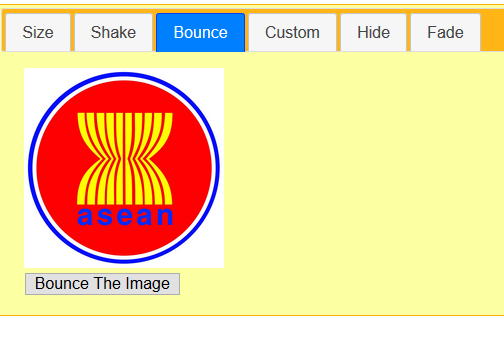 Size Shake Bounce Custom Hide Fade
asean
Bounce The Image